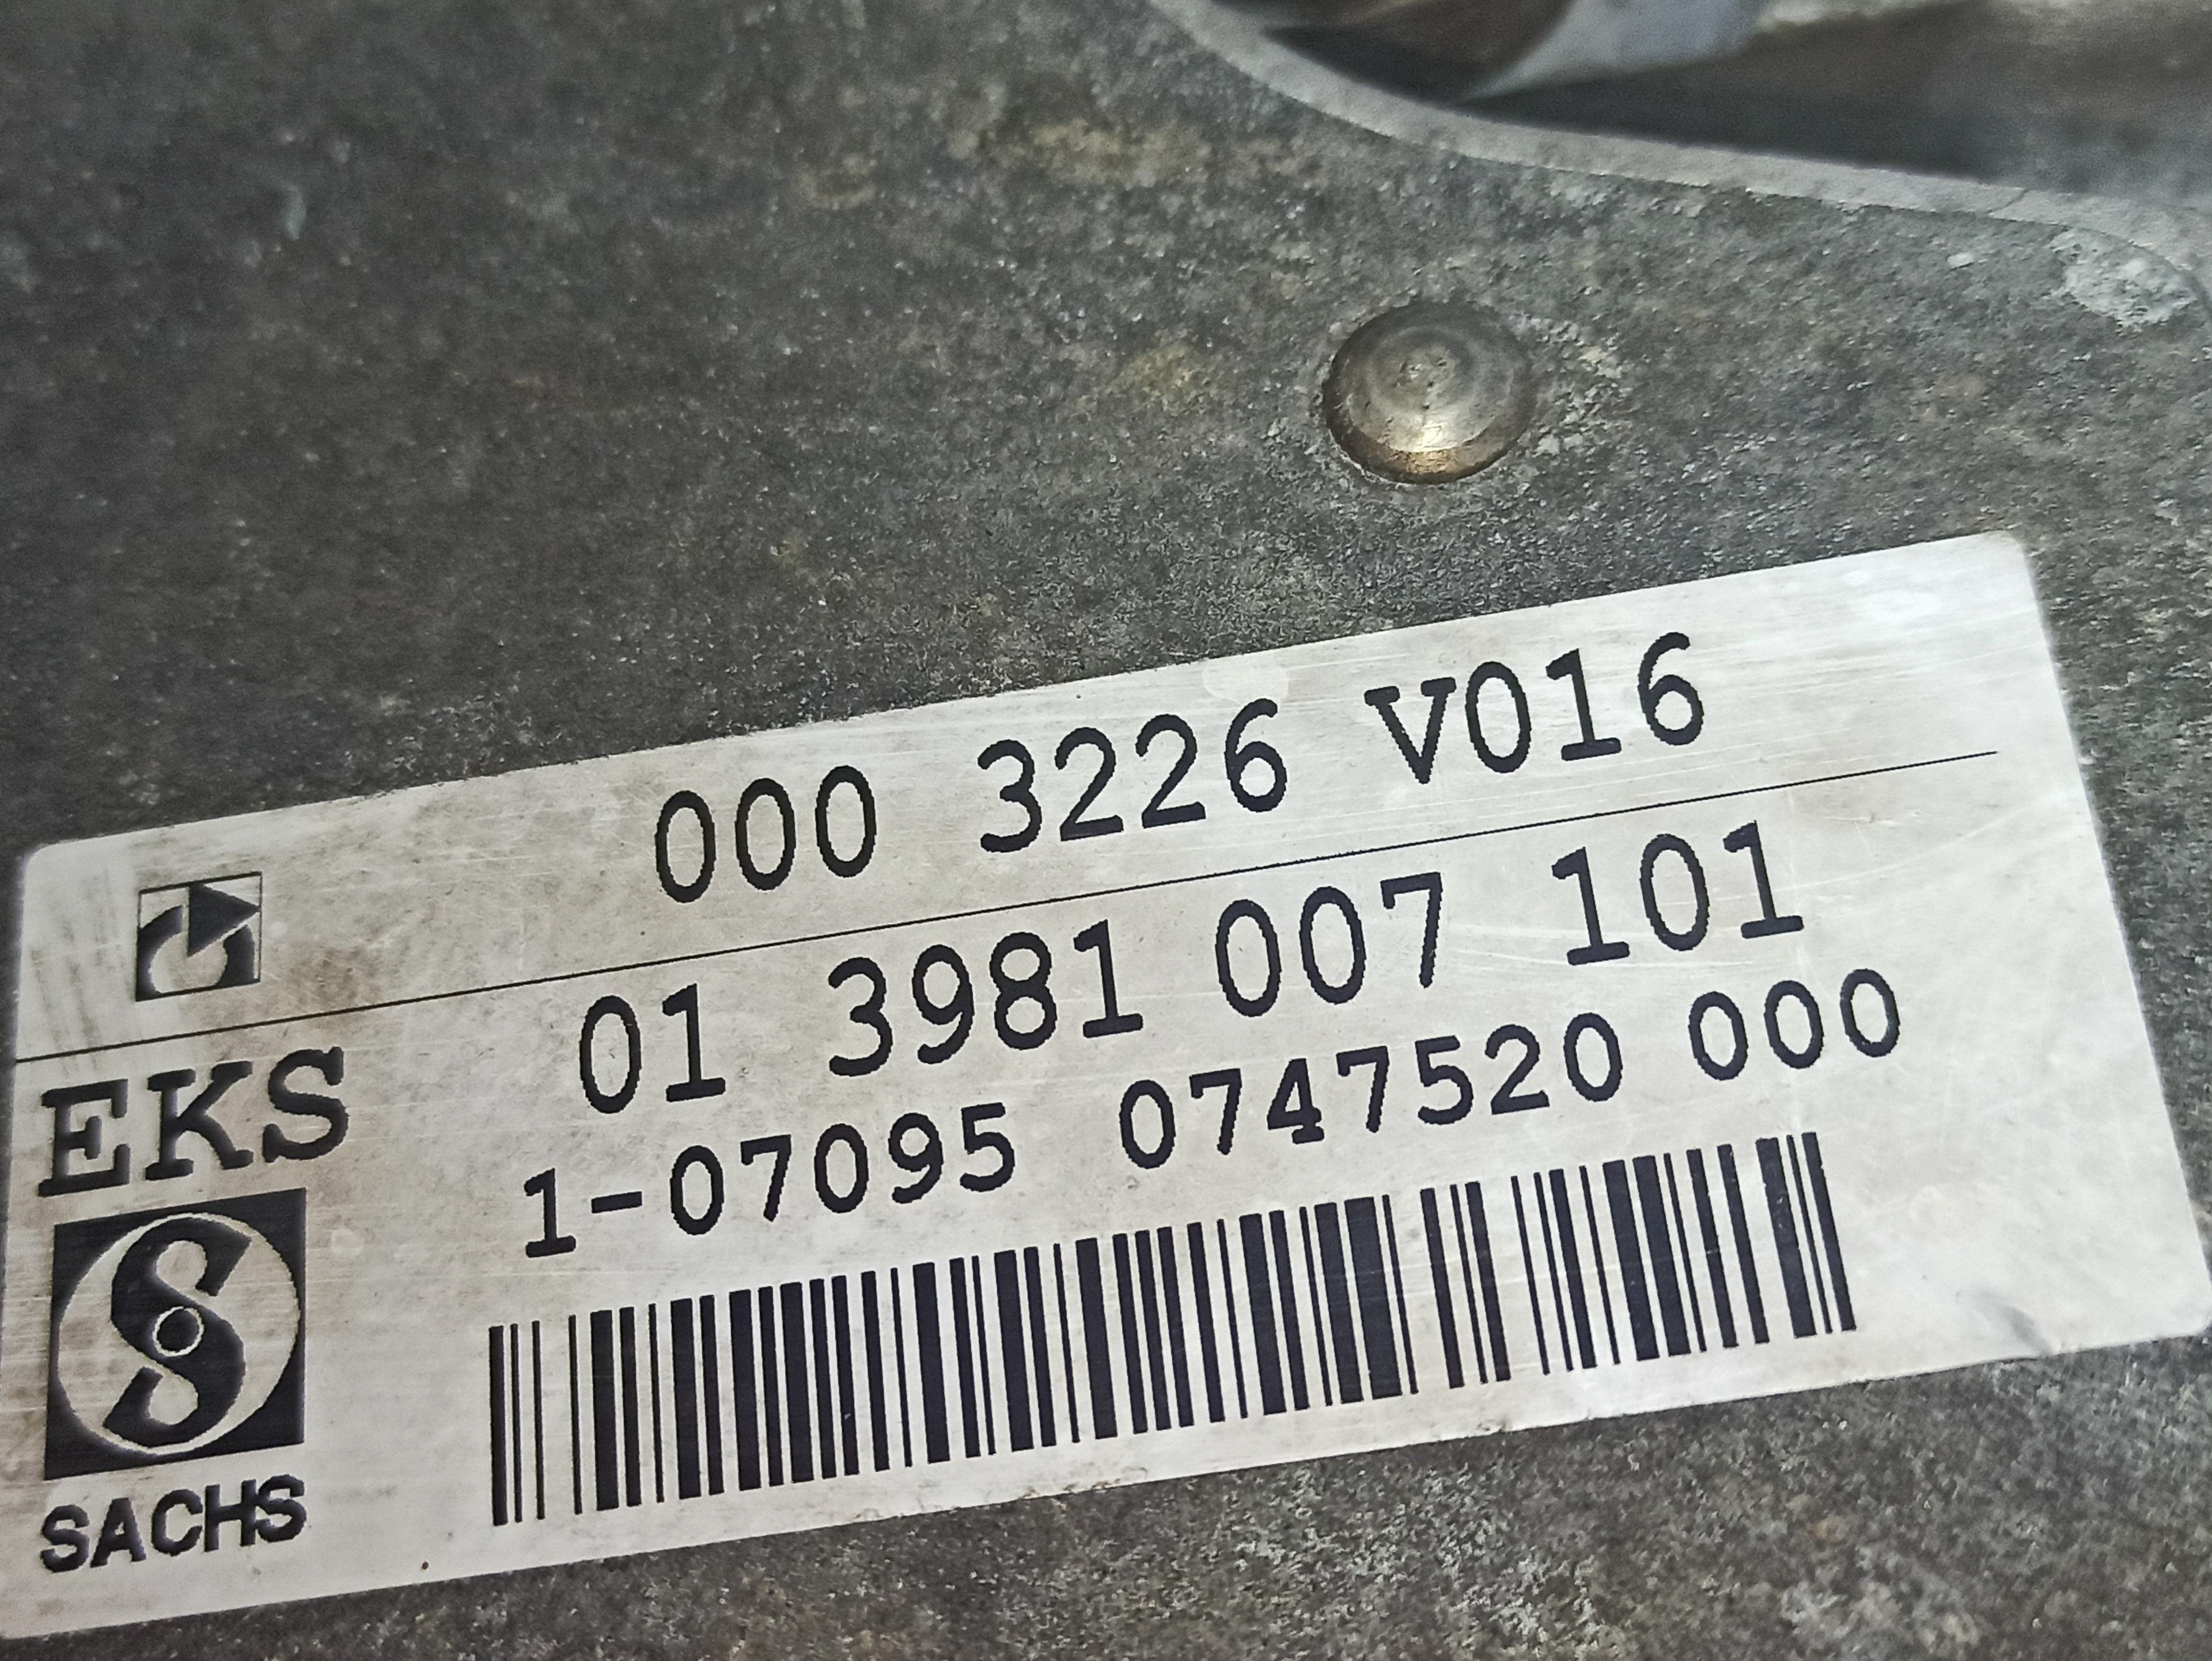 000 3226 V016
EKS 01 3981 007 101
1-07095 0747520 000
S
SACHS